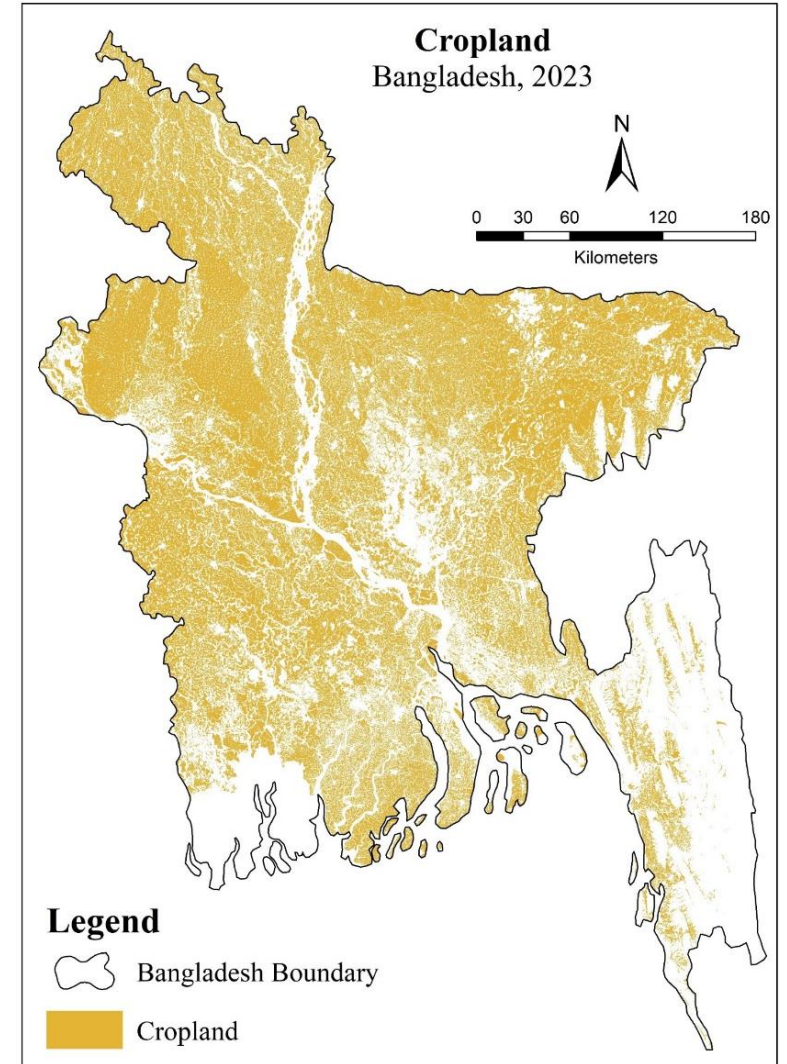 Cropland
Bangladesh, 2023
N
0 30 60 120 180
Kilometers
Legend
Bangladesh Boundary
Cropland